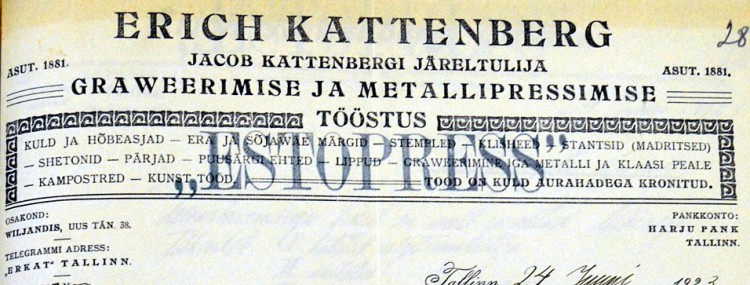 28
ERICH KATTENBERG
ASUT. 1881. JACOB KATTENBERGI JÄRELTULIJA ASUT. 1881.
GRAWEERIMISE JA METALLIPRESSIMISE
TÖÖSTUS
KULD JA HÕBEASJAD — ERA JA SÕJAWÄE MÄRGID — STEMPLED — KLISHEED — STANTSID (MADRITSED)
— SHETONID — PÄRJAD — PUUSÄRGI EHTED — LIPPUD — GRAWEERIMINE IGA METALLI JA KLAASI PEALE
— KAMPOSTRED — KUNST TÖÖD. TÖÖD ON KULD AURAHADEGA KRONITUD.
„ESTOPRESS"
OSAKOND:
WILJANDIS, UUS TÄN. 38.
TELEGRAMMI ADRESS:
„ERKAT" TALLINN.
PANKKONTO:
HARJU PANK
TALLINN.
Tallinn 24 Juuni 1923